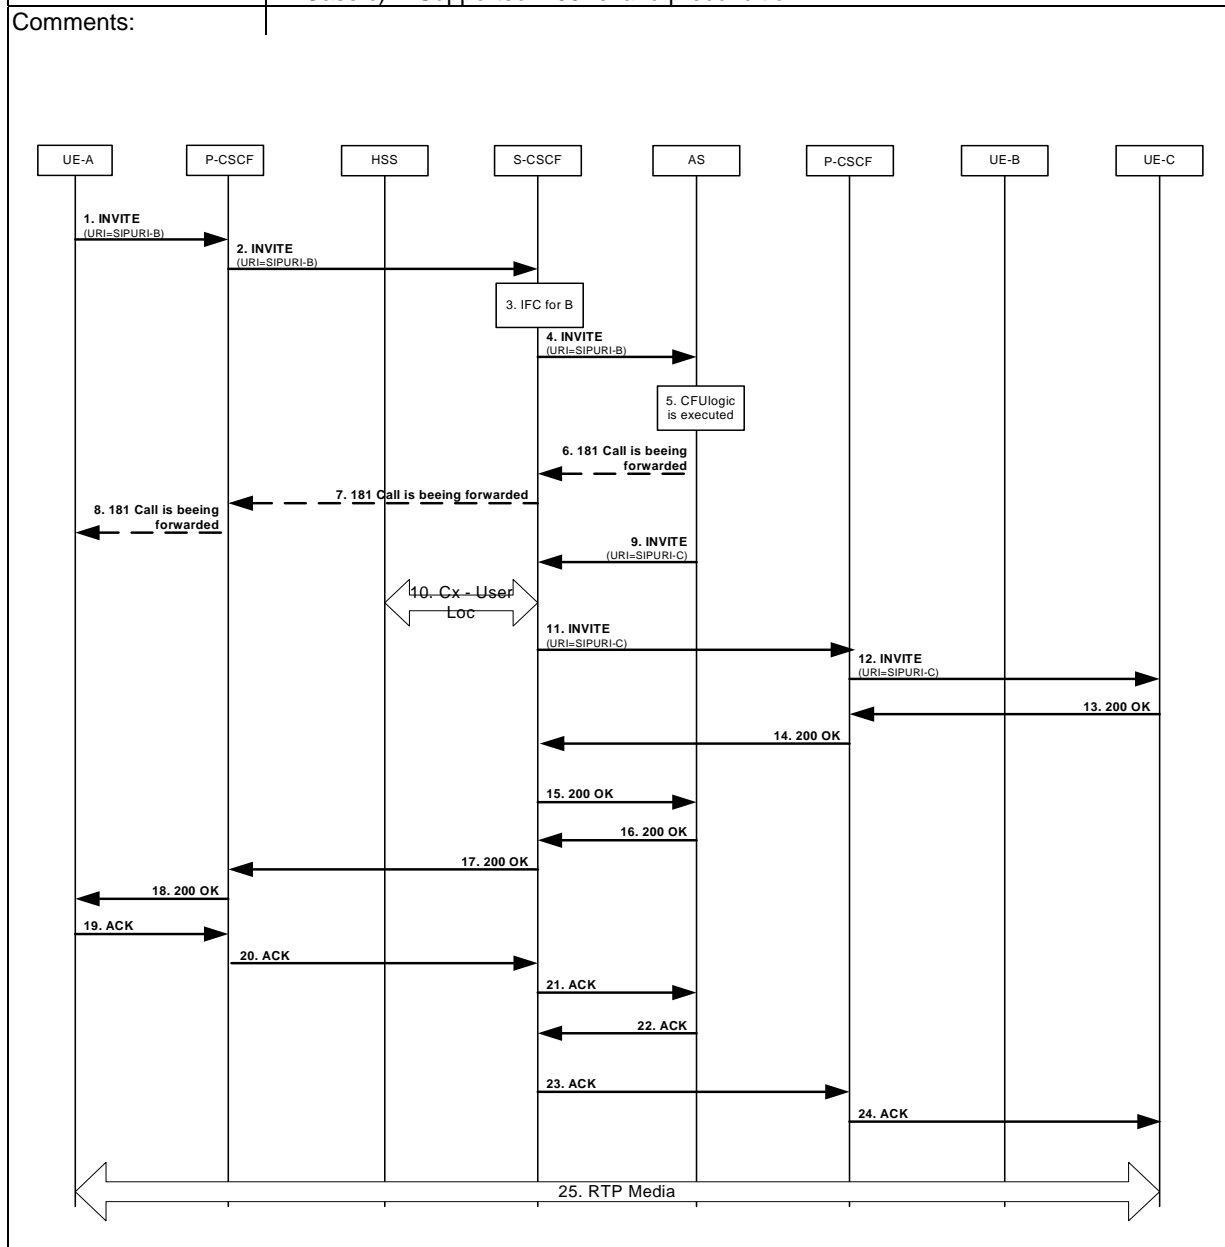 Comments:
UE-A
P-CSCF
HSS
S-CSCF
AS
P-CSCF
UE-B
UE-C
1. INVITE
(URI=SIPURI-B)
2. INVITE
(URI=SIPURI-B)
3. IFC for B
4. INVITE
(URI=SIPURI-B)
5. CFUlogic
is executed
6. 181 Call is beeing
forwarded
7. 181 Call is beeing forwarded
8. 181 Call is beeing
forwarded
9. INVITE
(URI=SIPURI-C)
10. Cx - User
Loc
11. INVITE
(URI=SIPURI-C)
12. INVITE
(URI=SIPURI-C)
13. 200 OK
14. 200 OK
15. 200 OK
16. 200 OK
17. 200 OK
18. 200 OK
19. ACK
20. ACK
21. ACK
22. ACK
23. ACK
24. ACK
25. RTP Media